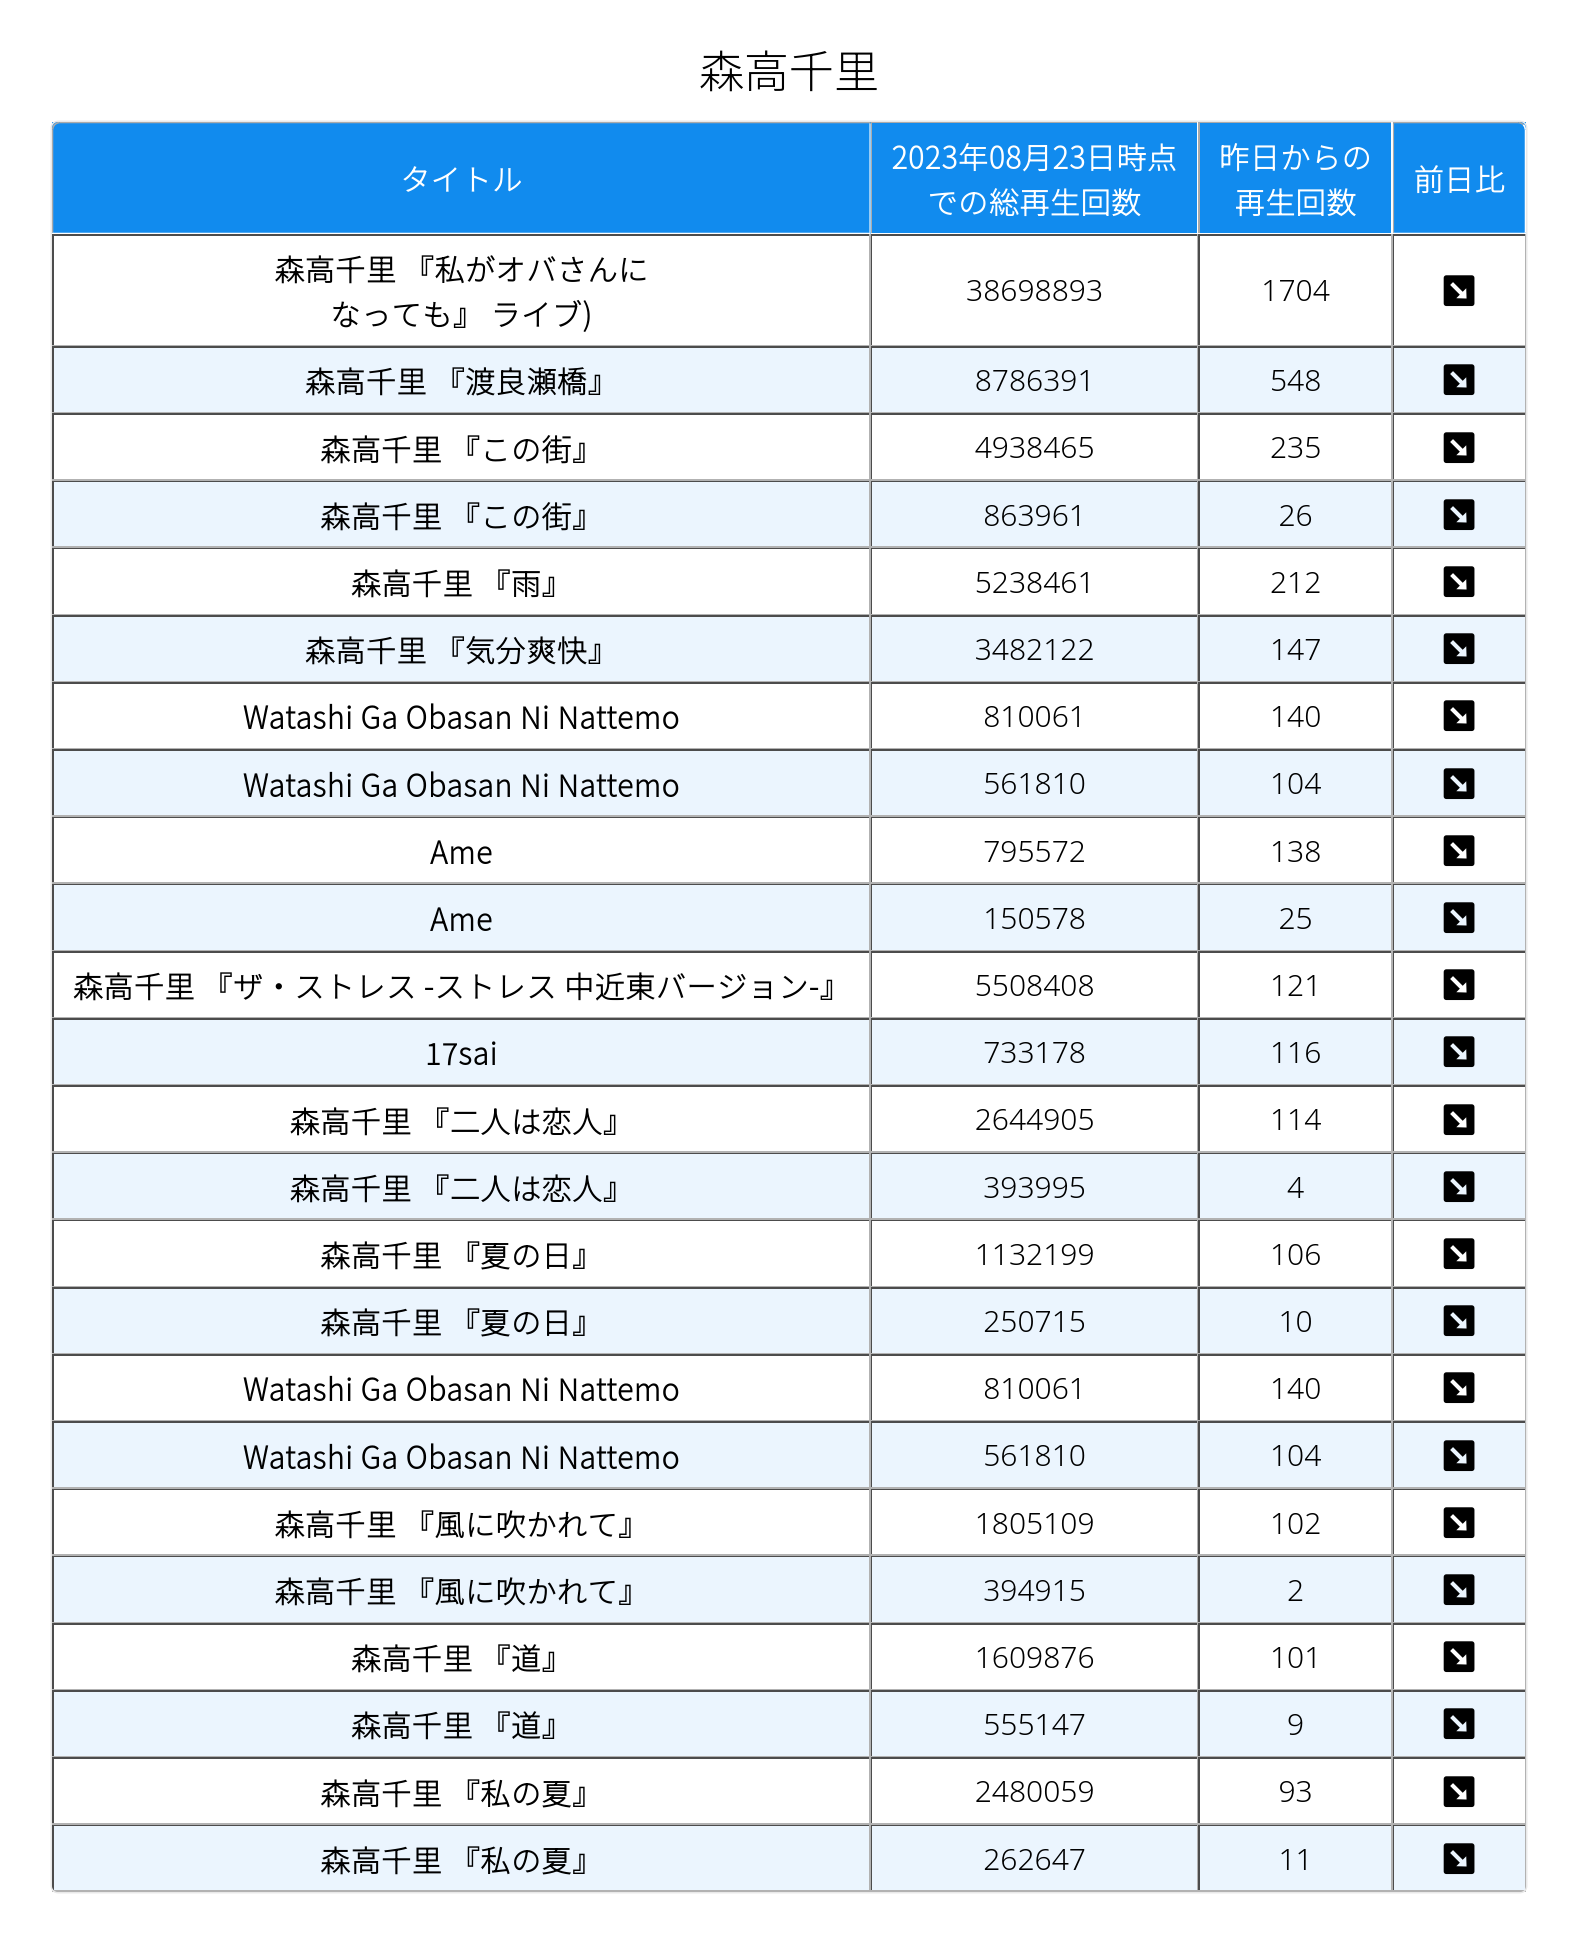 森高千里
タイトル
2023年08月23日時点
での総再生回数
昨日からの
再生回数
前日比
森高千里 『私がオバさんに
なっても』 ライブ)
38698893 1704
森高千里 『渡良瀬橋』 8786391 548
森高千里 『この街』 4938465 235
森高千里 『この街』 863961 26
森高千里 『雨』 5238461 212
森高千里 『気分爽快』 3482122 147
Watashi Ga Obasan Ni Nattemo 810061 140
Watashi Ga Obasan Ni Nattemo 561810 104
Ame 795572 138
Ame 150578 25
森高千里 『ザ・ストレス -ストレス 中近東バージョン-』 5508408 121
17sai 733178 116
森高千里 『二人は恋人』 2644905 114
森高千里 『二人は恋人』 393995 4
森高千里 『夏の日』 1132199 106
森高千里 『夏の日』 250715 10
Watashi Ga Obasan Ni Nattemo 810061 140
Watashi Ga Obasan Ni Nattemo 561810 104
森高千里 『風に吹かれて』 1805109 102
森高千里 『風に吹かれて』 394915 2
森高千里 『道』 1609876 101
森高千里 『道』 555147 9
森高千里 『私の夏』 2480059 93
森高千里 『私の夏』 262647 11